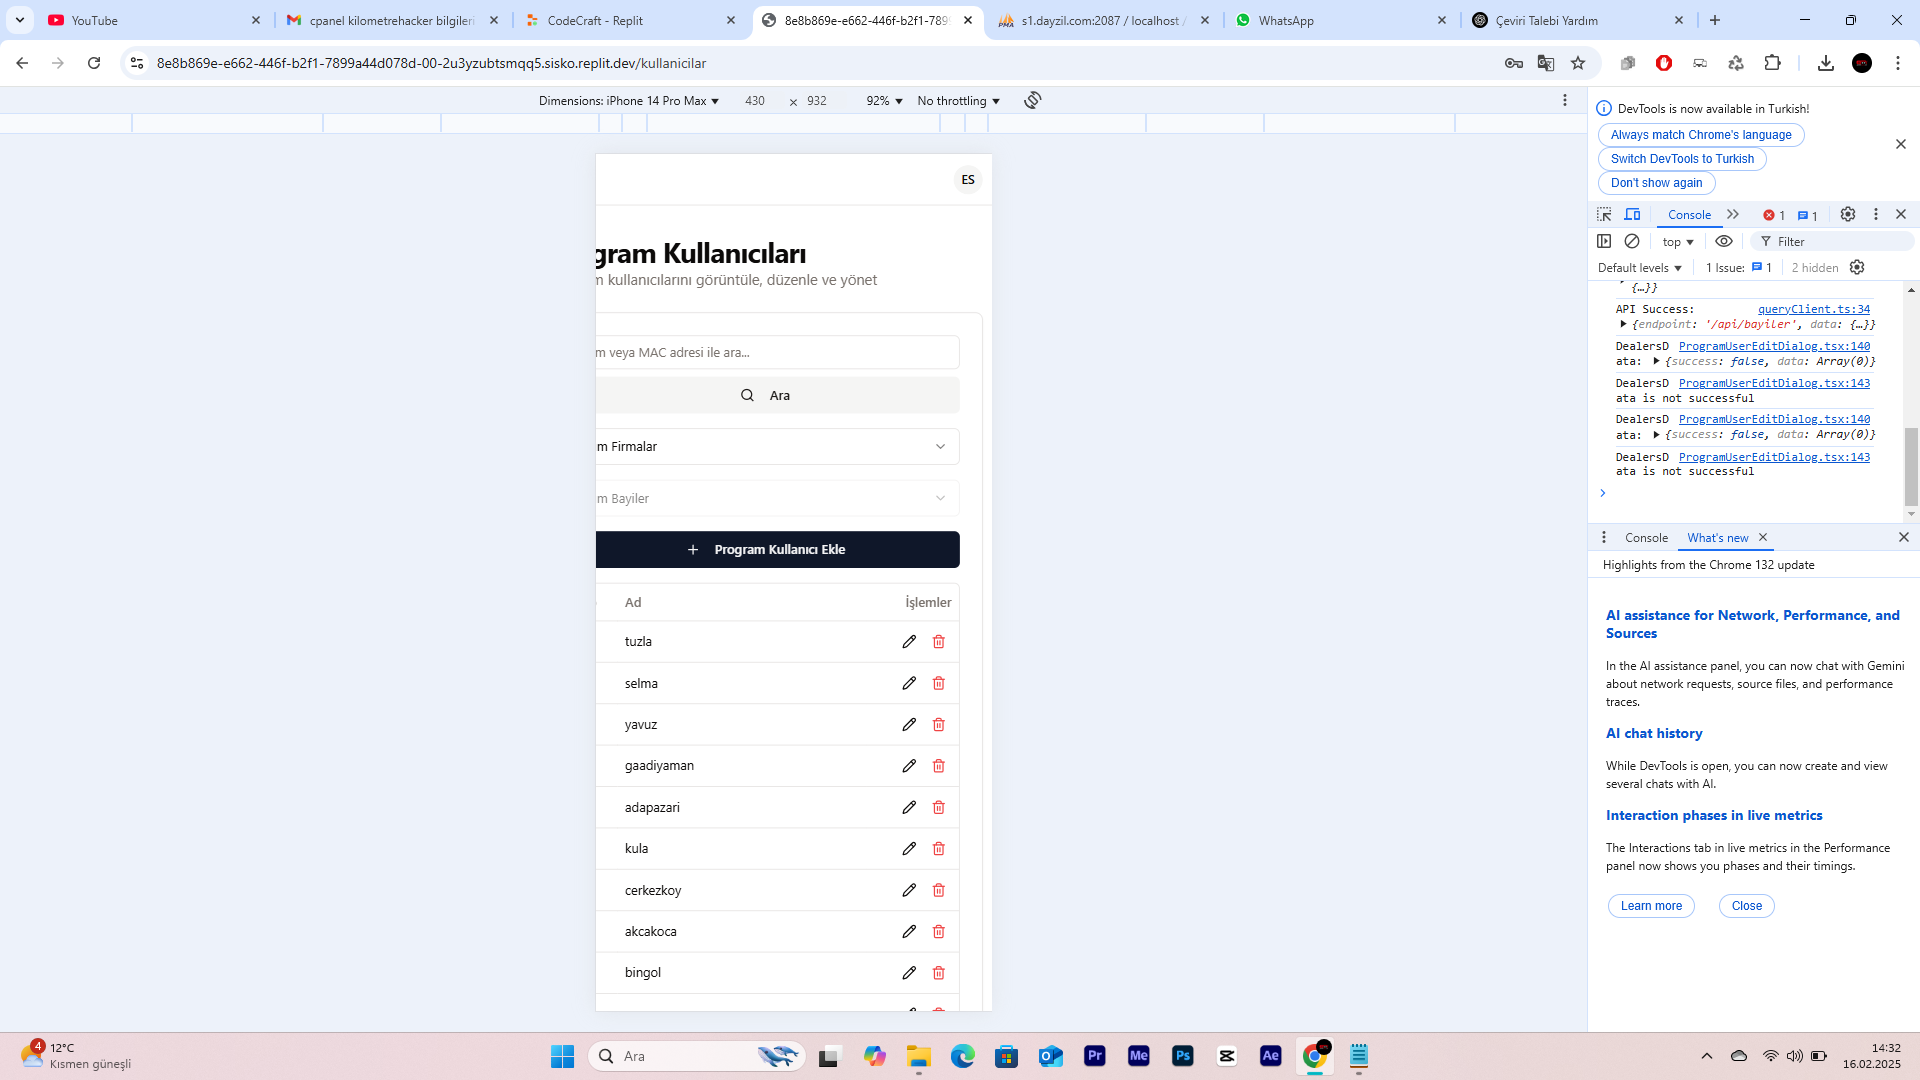 YouTube
cpanel kilometrehacker bilgileri
CodeCraft - Replit
8e8b869e-e662-446f-b2f1-789
s1.dayzil.com:2087 / localhost /
WhatsApp
Çeviri Talebi Yardım
8e8b869e-e662-446f-b2f1-7899a44d078d-00-2u3yzubtsmqq5.sisko.replit.dev/kullanicilar
Dimensions: iPhone 14 Pro Max
430 × 932
92%
No throttling
ES
gram Kullanıcıları
m kullanıcılarını görüntüle, düzenle ve yönet
m veya MAC adresi ile ara...
Ara
m Firmalar
m Bayiler
+ Program Kullanıcı Ekle
Ad İşlemler
tuzla
selma
yavuz
gaadiyaman
adapazari
kula
cerkezkoy
akcakoca
bingol
DevTools is now available in Turkish!
Always match Chrome's language
Switch DevTools to Turkish
Don't show again
Console
1
1
top
Filter
Default levels
1 Issue: 1
2 hidden
{…}}
API Success: queryClient.ts:34
{endpoint: '/api/bayiler', data: {…}}
DealersD ProgramUserEditDialog.tsx:140
ata: {success: false, data: Array(0)}
DealersD ProgramUserEditDialog.tsx:143
ata is not successful
DealersD ProgramUserEditDialog.tsx:140
ata: {success: false, data: Array(0)}
DealersD ProgramUserEditDialog.tsx:143
ata is not successful
Console
What's new
Highlights from the Chrome 132 update
AI assistance for Network, Performance, and
Sources
In the AI assistance panel, you can now chat with Gemini
about network requests, source files, and performance
traces.
AI chat history
While DevTools is open, you can now create and view
several chats with AI.
Interaction phases in live metrics
The Interactions tab in live metrics in the Performance
panel now shows you phases and their timings.
Learn more
Close
4
12°C
Kısmen güneşli
Ara
Pr
Me
Ps
Ae
14:32
16.02.2025